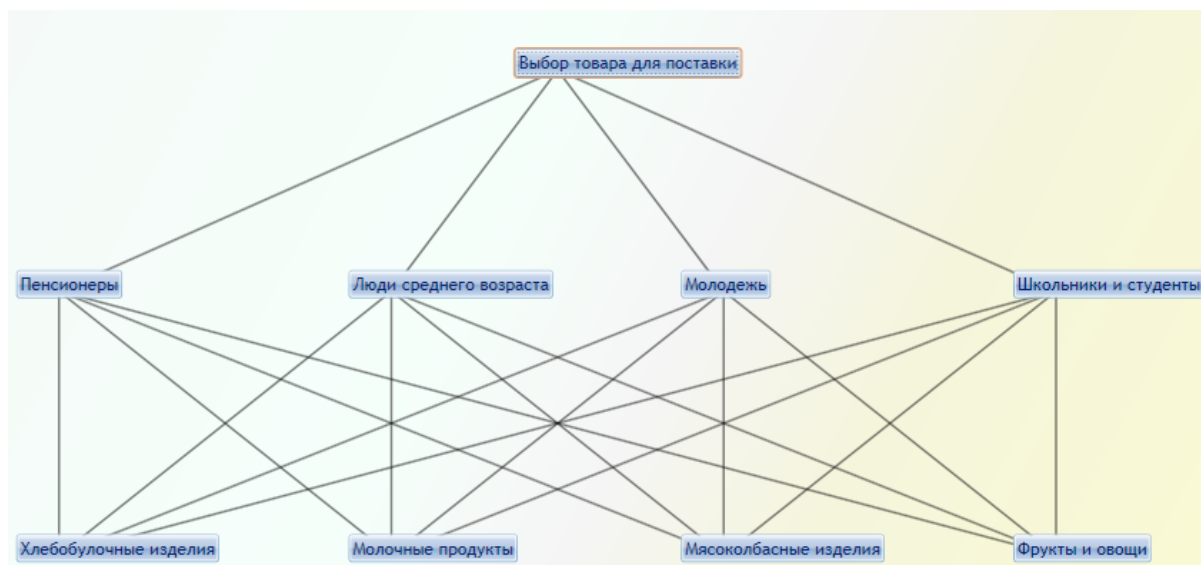 Выбор товара для поставки
Пенсионеры
Люди среднего возраста
Молодежь
Школьники и студенты
Хлебобулочные изделия
Молочные продукты
Мясоколбасные изделия
Фрукты и овощи